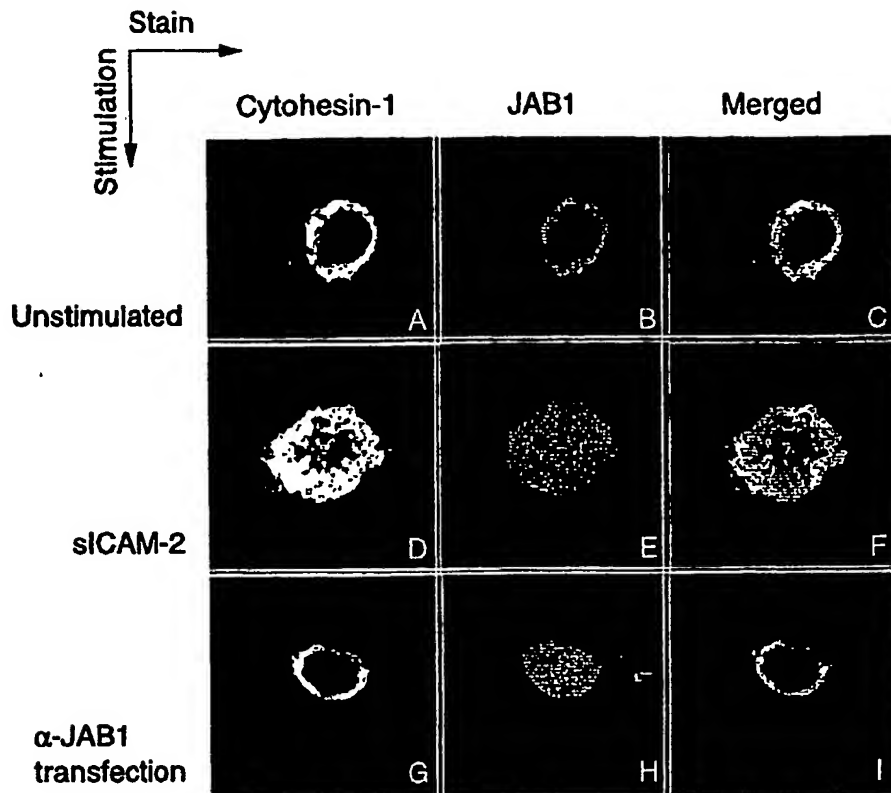 Stain
Stimulation
Cytohesin-1 JAB1 Merged
Unstimulated A B C
sICAM-2 D E F
α-JAB1
transfection G H I